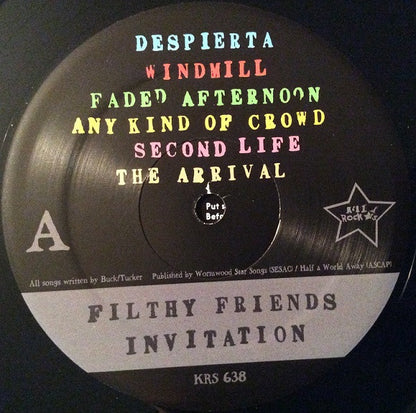 DESPIERTA
WINDMILL
FADED AFTERNOON
ANY KIND OF CROWD
SECOND LIFE
THE ARRIVAL
Put
A
KILL
ROCK
STARS
All songs written by Buck/Tucker Published by Wormwood Star Songs (SESAC) / Half a World Away (ASCAP)
FILTHY FRIENDS
INVITATION
KRS 638